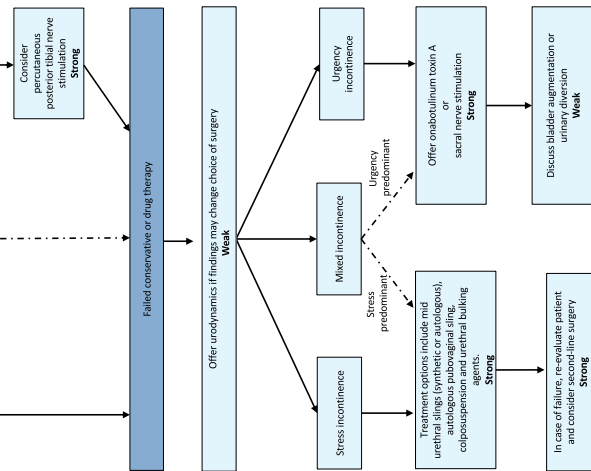 Consider
percutaneous
posterior tibial nerve
stimulation
Strong
Failed conservative or drug therapy
Offer urodynamics if findings may change choice of surgery
Weak
Stress incontinence
Mixed incontinence
Urgency
incontinence
Stress
predominant
Urgency
predominant
Treatment options include mid
urethral slings (synthetic or autologous),
autologous pubovaginal sling,
colposuspension and urethral bulking
agents.
Strong
Offer onabotulinum toxin A
or
sacral nerve stimulation
Strong
In case of failure, re-evaluate patient
and consider second-line surgery
Strong
Discuss bladder augmentation or
urinary diversion
Weak